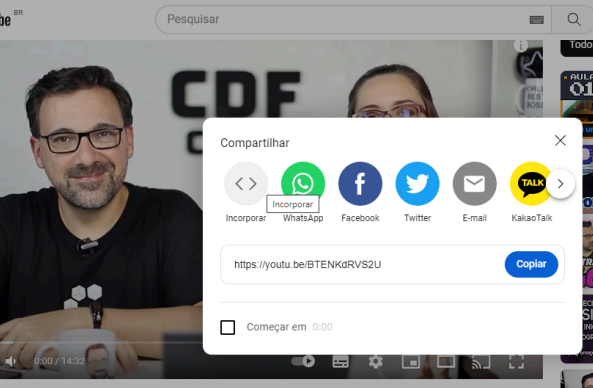 be BR
Pesquisar
Todo
CDF
AULA
01
Compartilhar
TALK
Incorporar
Incorporar
WhatsApp
Facebook
Twitter
E-mail
KakaoTalk
https://youtu.be/BTENKdRVS2U
Copiar
Começar em 0:00
0:00 / 14:32